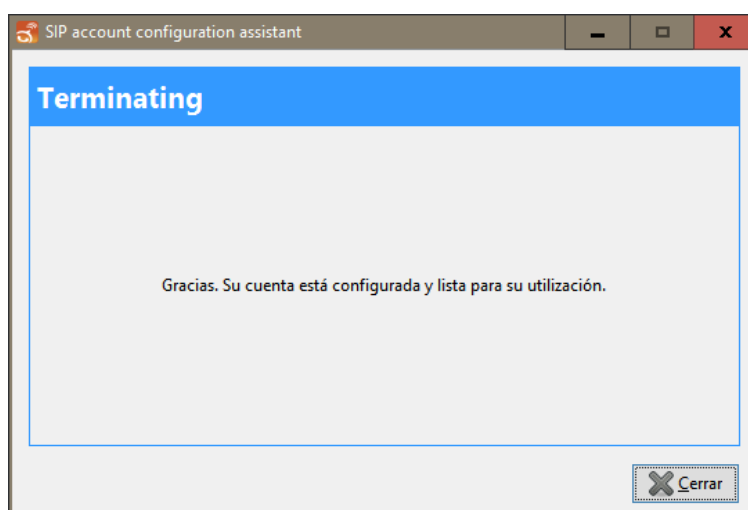 SIP account configuration assistant
Terminating
Gracias. Su cuenta está configurada y lista para su utilización.
Cerrar